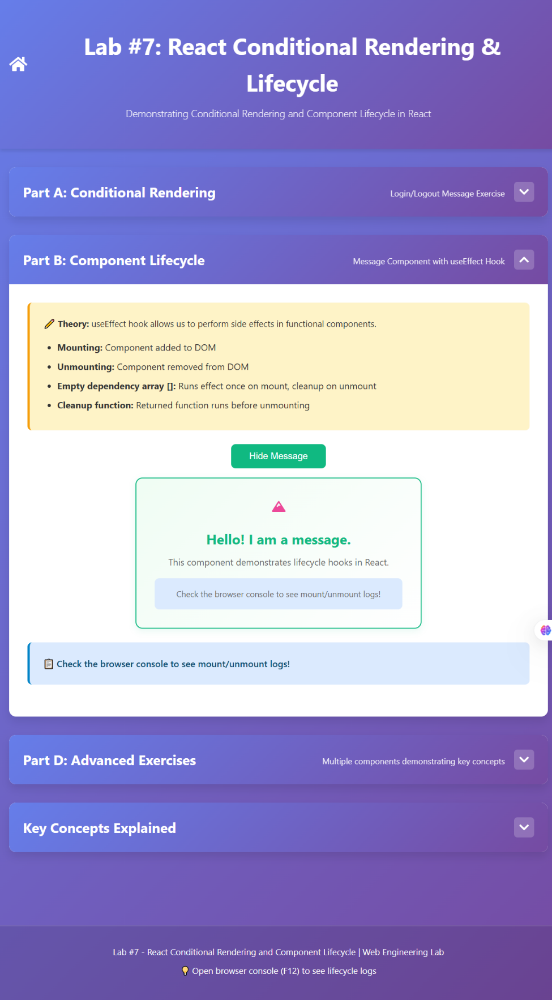 Lab #7: React Conditional Rendering &
Lifecycle
Demonstrating Conditional Rendering and Component Lifecycle in React
Part A: Conditional Rendering
Login/Logout Message Exercise
Part B: Component Lifecycle
Message Component with useEffect Hook
Theory: useEffect hook allows us to perform side effects in functional components.
Mounting: Component added to DOM
Unmounting: Component removed from DOM
Empty dependency array []: Runs effect once on mount, cleanup on unmount
Cleanup function: Returned function runs before unmounting
Hide Message
Hello! I am a message.
This component demonstrates lifecycle hooks in React.
Check the browser console to see mount/unmount logs!
Check the browser console to see mount/unmount logs!
Part D: Advanced Exercises
Multiple components demonstrating key concepts
Key Concepts Explained
Lab #7 - React Conditional Rendering and Component Lifecycle | Web Engineering Lab
Open browser console (F12) to see lifecycle logs